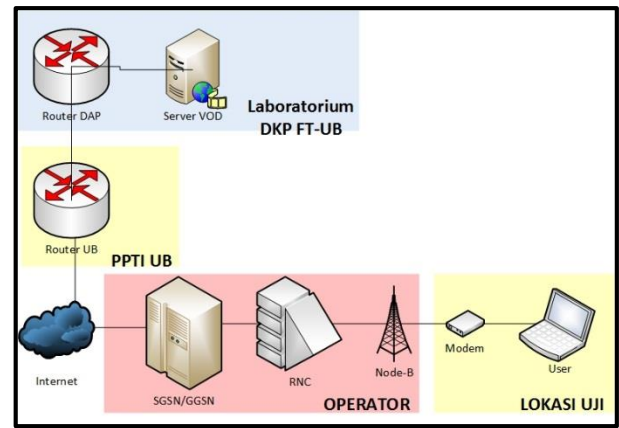 Router DAP
Server VOD
Laboratorium
DKP FT-UB
Router UB
PPTI UB
Internet
SGSN/GGSN
RNC
Node-B
OPERATOR
Modem
User
LOKASI UJI